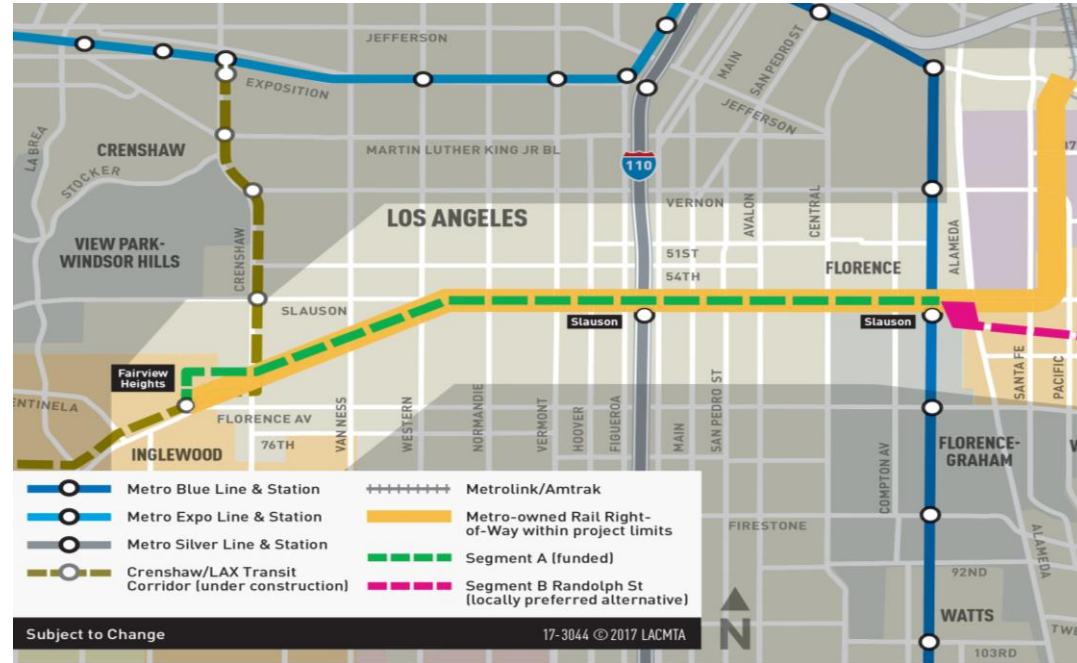 JEFFERSON
MAIN
SAN PEDRO ST
EXPOSITION
JEFFERSON
LA BREA
CRENSHAW
MARTIN LUTHER KING JR BL
110
STOCKER
VERNON
LOS ANGELES
AVALON
CENTRAL
ALAMEDA
VIEW PARK-
WINDSOR HILLS
CRENSHAW
51ST
54TH
FLORENCE
SLAUSON
Slauson
Slauson
Fairview
Heights
SANTA FE
PACIFIC
FLORENCE AV
76TH
INGLEWOOD
VAN NESS
WESTERN
NORMANDIE
VERMONT
HOOVER
FIGUEROA
MAIN
SAN PEDRO ST
COMPTON AV
FLORENCE-
GRAHAM
FIRESTONE
ALAMEDA
92ND
WATTS
103RD
Metro Blue Line & Station
Metro Expo Line & Station
Metro Silver Line & Station
Crenshaw/LAX Transit
Corridor (under construction)
Metrolink/Amtrak
Metro-owned Rail Right-
of-Way within project limits
Segment A (funded)
Segment B Randolph St
(locally preferred alternative)
Subject to Change
17-3044 © 2017 LACMTA
N